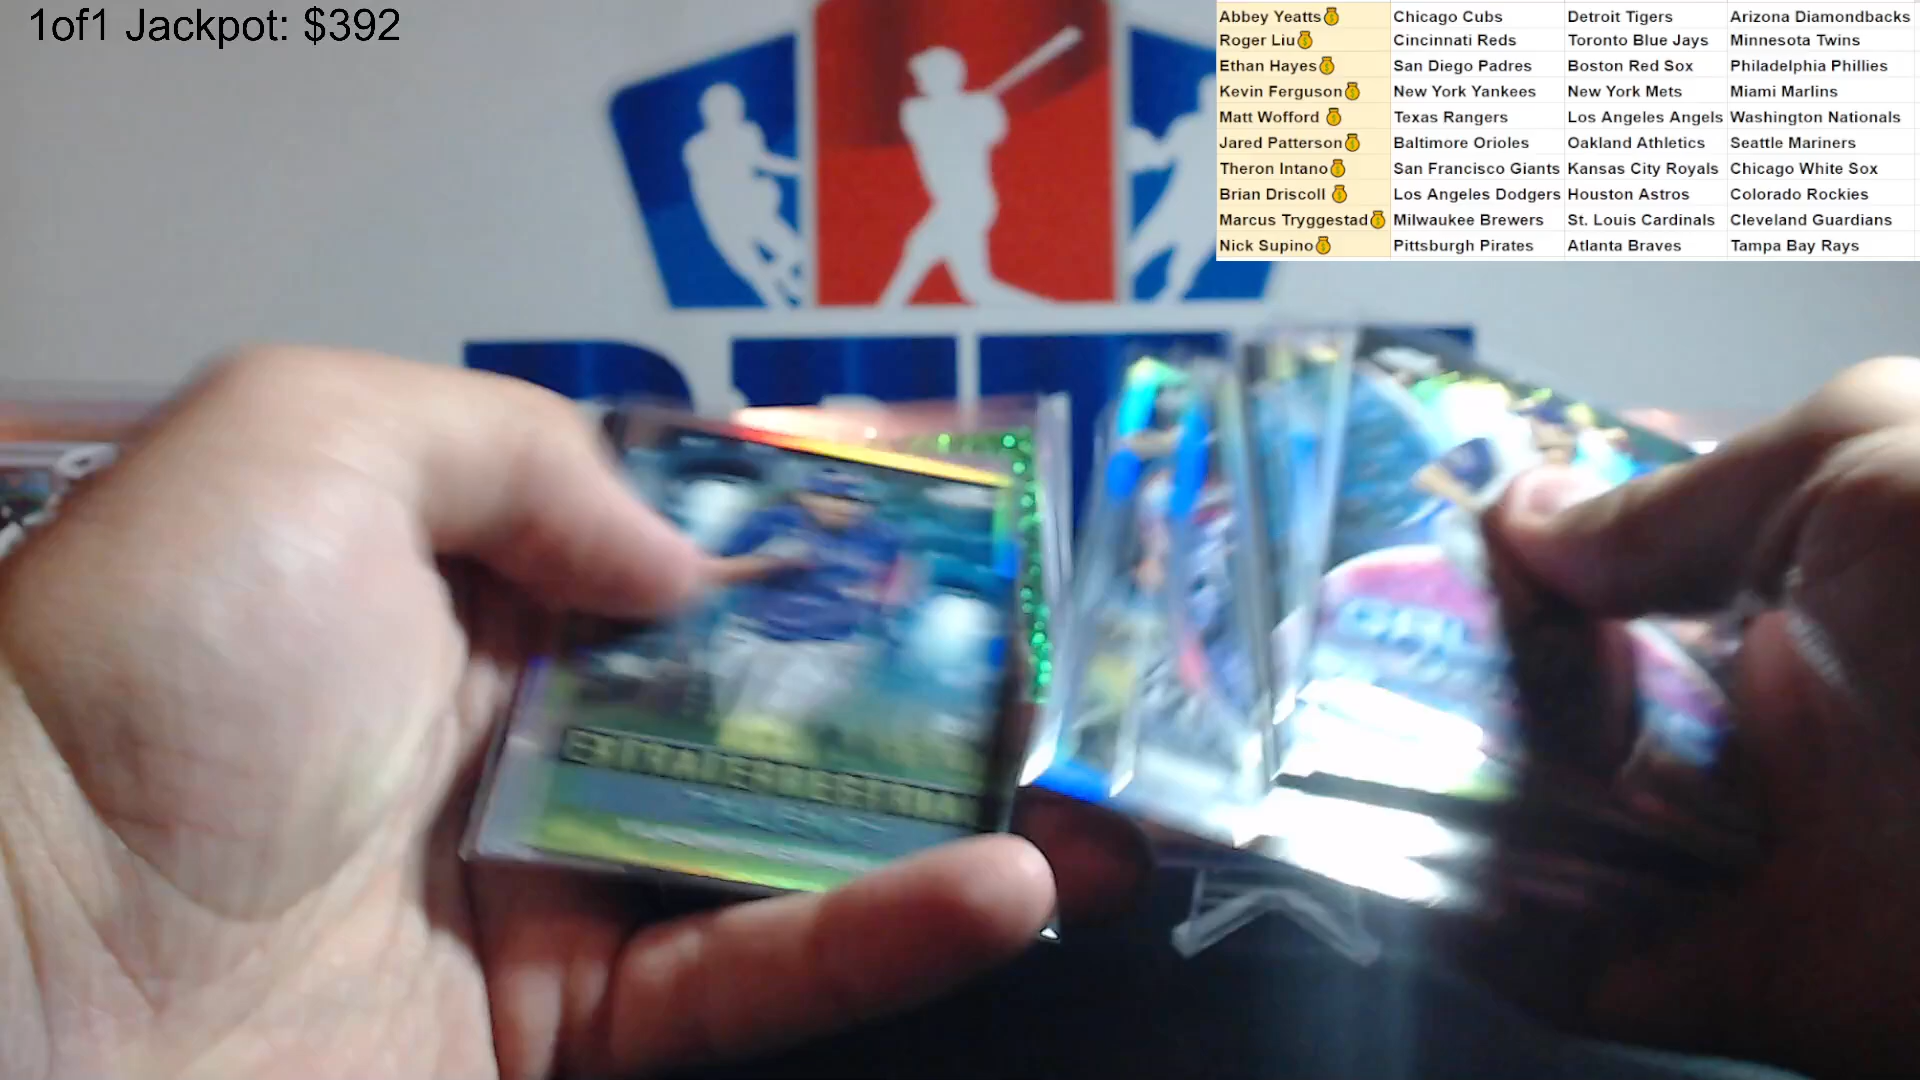 1of1 Jackpot: $392
Abbey Yeatts Chicago Cubs Detroit Tigers Arizona Diamondbacks
Roger Liu Cincinnati Reds Toronto Blue Jays Minnesota Twins
Ethan Hayes San Diego Padres Boston Red Sox Philadelphia Phillies
Kevin Ferguson New York Yankees New York Mets Miami Marlins
Matt Wofford Texas Rangers Los Angeles Angels Washington Nationals
Jared Patterson Baltimore Orioles Oakland Athletics Seattle Mariners
Theron Intano San Francisco Giants Kansas City Royals Chicago White Sox
Brian Driscoll Los Angeles Dodgers Houston Astros Colorado Rockies
Marcus Tryggestad Milwaukee Brewers St. Louis Cardinals Cleveland Guardians
Nick Supino Pittsburgh Pirates Atlanta Braves Tampa Bay Rays